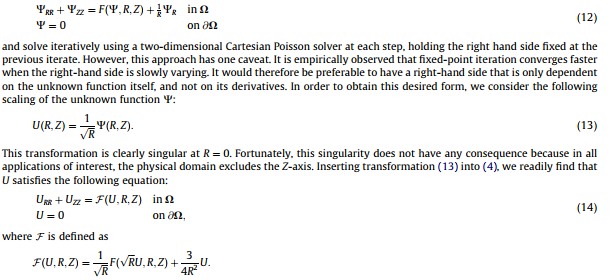 Ψ_RR + Ψ_ZZ = F(Ψ, R, Z) + 1/R Ψ_R   in Ω
Ψ = 0   on ∂Ω   (12)
and solve iteratively using a two-dimensional Cartesian Poisson solver at each step, holding the right hand side fixed at the
previous iterate. However, this approach has one caveat. It is empirically observed that fixed-point iteration converges faster
when the right-hand side is slowly varying. It would therefore be preferable to have a right-hand side that is only dependent
on the unknown function itself, and not on its derivatives. In order to obtain this desired form, we consider the following
scaling of the unknown function Ψ:
U(R, Z) = 1/√R Ψ(R, Z).   (13)
This transformation is clearly singular at R = 0. Fortunately, this singularity does not have any consequence because in all
applications of interest, the physical domain excludes the Z-axis. Inserting transformation (13) into (4), we readily find that
U satisfies the following equation:
U_RR + U_ZZ = ℱ(U, R, Z)   in Ω
U = 0   on ∂Ω,   (14)
where ℱ is defined as
ℱ(U, R, Z) = 1/√R F(√R U, R, Z) + 3/4R² U.